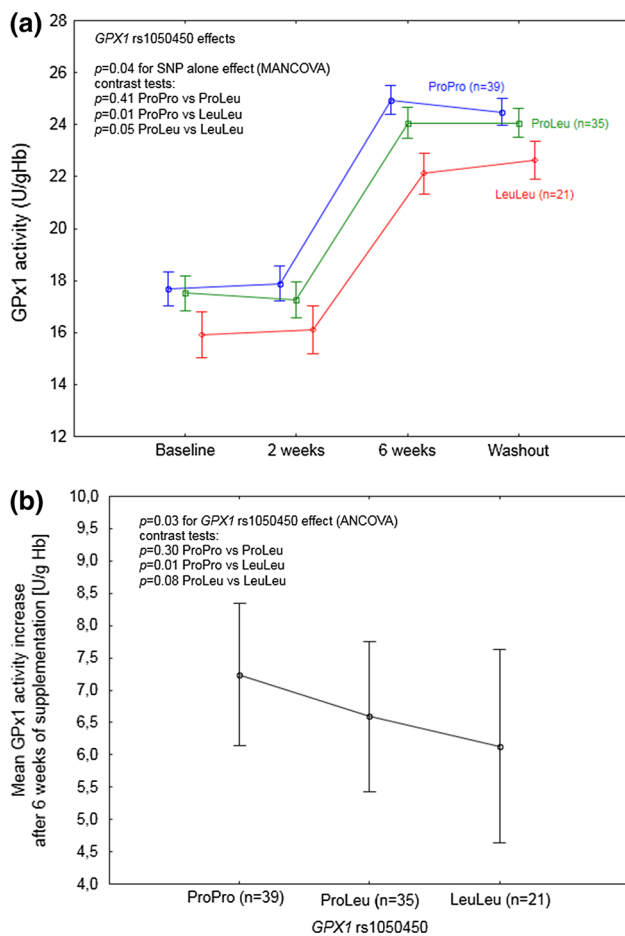 (a)
GPX1 rs1050450 effects
p=0.04 for SNP alone effect (MANCOVA)
contrast tests:
p=0.41 ProPro vs ProLeu
p=0.01 ProPro vs LeuLeu
p=0.05 ProLeu vs LeuLeu
ProPro (n=39)
ProLeu (n=35)
LeuLeu (n=21)
GPx1 activity (U/gHb)
28
26
24
22
20
18
16
14
12
Baseline
2 weeks
6 weeks
Washout
(b)
p=0.03 for GPX1 rs1050450 effect (ANCOVA)
contrast tests:
p=0.30 ProPro vs ProLeu
p=0.01 ProPro vs LeuLeu
p=0.08 ProLeu vs LeuLeu
Mean GPx1 activity increase
after 6 weeks of supplementation [U/g Hb]
10,0
9,5
9,0
8,5
8,0
7,5
7,0
6,5
6,0
5,5
5,0
4,5
4,0
ProPro (n=39)
ProLeu (n=35)
LeuLeu (n=21)
GPX1 rs1050450